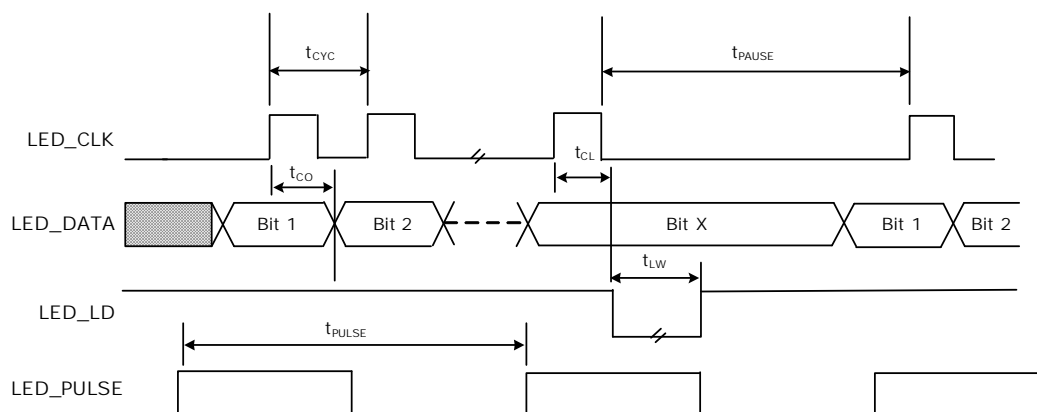 tCYC
tPAUSE
LED_CLK
tCL
tCO
LED_DATA
Bit 1
Bit 2
Bit X
Bit 1
Bit 2
tLW
LED_LD
tPULSE
LED_PULSE